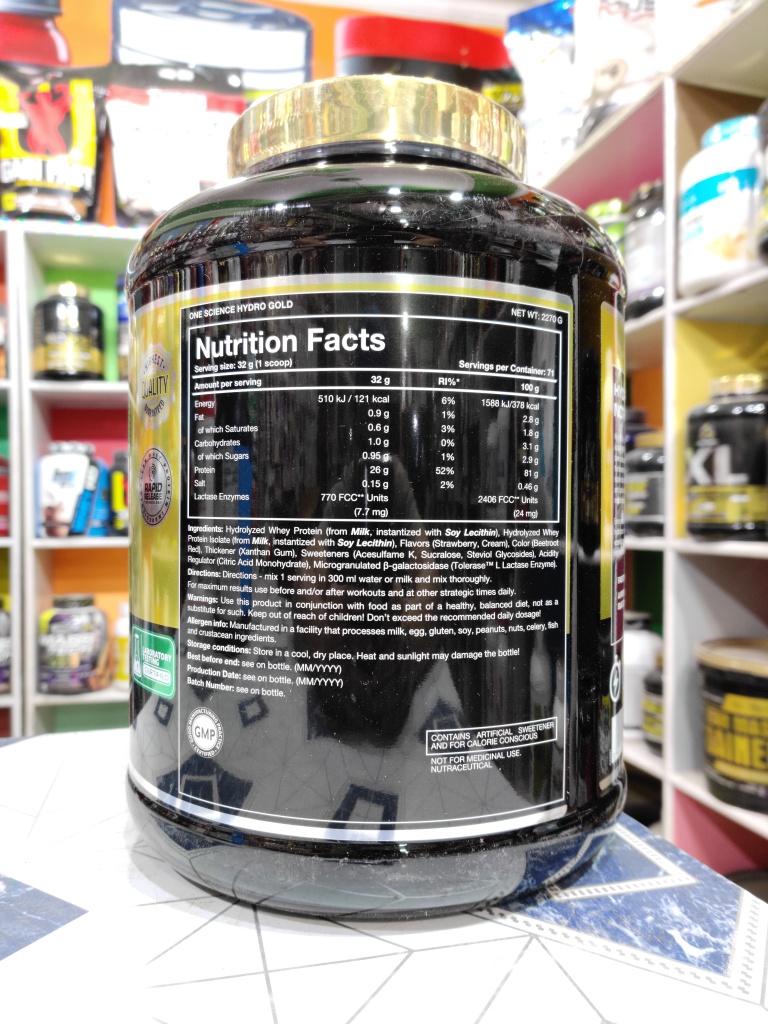 ONE SCIENCE HYDRO GOLD
NET WT: 2270 G
Nutrition Facts
Serving size: 32 g (1 scoop)
Servings per Container: 71
Amount per serving 32 g RI%* 100 g
Energy 510 kJ / 121 kcal 6% 1588 kJ/378 kcal
Fat 0.9 g 1% 2.8 g
of which Saturates 0.6 g 3% 1.8 g
Carbohydrates 1.0 g 0% 3.1 g
of which Sugars 0.95 g 1% 2.9 g
Protein 26 g 52% 81 g
Salt 0.15 g 2% 0.46 g
Lactase Enzymes 770 FCC** Units 2406 FCC** Units
(7.7 mg) (24 mg)
Ingredients: Hydrolyzed Whey Protein (from Milk, instantized with Soy Lecithin), Hydrolyzed Whey
Protein Isolate (from Milk, instantized with Soy Lecithin), Flavors (Strawberry, Cream), Color (Beetroot
Red), Thickener (Xanthan Gum), Sweeteners (Acesulfame K, Sucralose, Steviol Glycosides), Acidity
Regulator (Citric Acid Monohydrate), Microgranulated β-galactosidase (Tolerase™ L Lactase Enzyme).
Directions: Directions - mix 1 serving in 300 ml water or milk and mix thoroughly.
For maximum results use before and/or after workouts and at other strategic times daily.
Warnings: Use this product in conjunction with food as part of a healthy, balanced diet, not as a
substitute for such. Keep out of reach of children! Don't exceed the recommended daily dosage!
Allergen info: Manufactured in a facility that processes milk, egg, gluten, soy, peanuts, nuts, celery, fish
and crustacean ingredients.
Storage conditions: Store in a cool, dry place. Heat and sunlight may damage the product!
Best before end: see on bottle. (MM/YYYY)
Production Date: see on bottle. (MM/YYYY)
Batch Number: see on bottle.
GMP
CONTAINS ARTIFICIAL SWEETENER
AND FOR CALORIE CONSCIOUS
NOT FOR MEDICINAL USE.
NUTRACEUTICAL
QUALITY
RAPID
RELEASE
LABORATORY
TESTING
XL